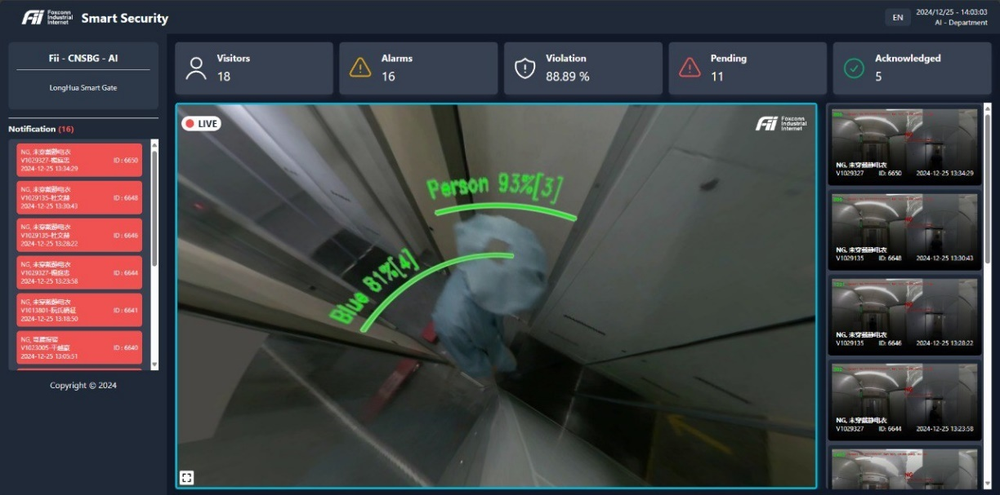 Fii Foxconn Industrial Internet
Smart Security
EN
2024/12/25 - 14:03:03
AI - Department
Fii - CNSBG - AI
LongHua Smart Gate
Notification (16)
NG, 未穿戴静电衣
V1029327-
ID : 6650
2024-12-25 13:34:29
NG, 未穿戴静电衣
V1029135-杜文
ID : 6648
2024-12-25 13:30:43
NG, 未穿戴静电衣
V1029135-杜文
ID : 6646
2024-12-25 13:28:22
NG, 未穿戴静电衣
V1029327-
ID : 6644
2024-12-25 13:23:58
NG, 未穿戴静电衣
V1013801-阮氏
ID : 6641
2024-12-25 13:18:50
NG,
V1023005-
ID : 6640
2024-12-25 13:05:51
Copyright © 2024
Visitors
18
Alarms
16
Violation
88.89 %
Pending
11
Acknowledged
5
LIVE
Fii Foxconn Industrial Internet
Person 93%[3]
Blue 81%[4]
NG, 未穿戴静电衣
V1029327 ID: 6650 2024-12-25 13:34:29
NG, 未穿戴静电衣
V1029135 ID: 6648 2024-12-25 13:30:43
NG, 未穿戴静电衣
V1029135 ID: 6646 2024-12-25 13:28:22
NG, 未穿戴静电衣
V1029327 ID: 6644 2024-12-25 13:23:58
NG